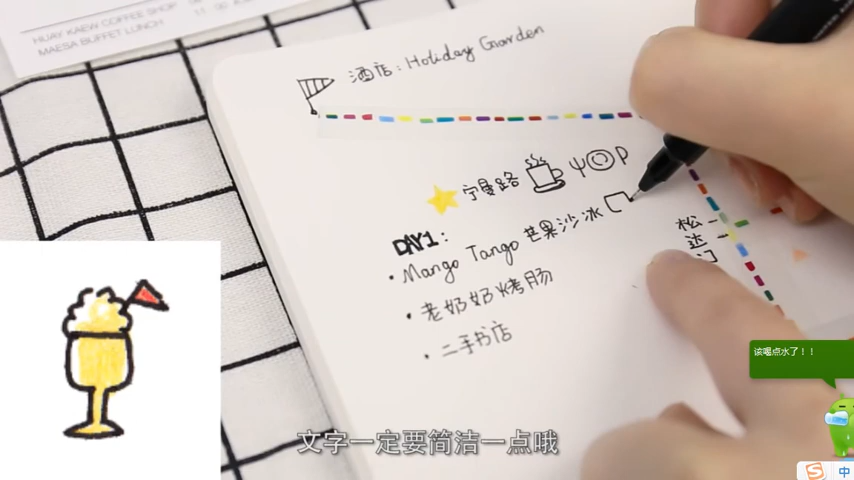 HUAY KAEW COFFEE SHOP
MAESA BUFFET LUNCH
酒店：Holiday Garden
宁曼路
DAY1：
• Mango Tango 芒果沙冰
• 老奶奶烤肠
• 二手书店
松
达
门
该喝点水了！！
文字一定要简洁一点哦
中